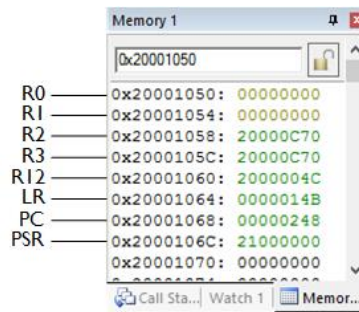 Memory 1
0x20001050
R0 0x20001050: 00000000
R1 0x20001054: 00000000
R2 0x20001058: 20000C70
R3 0x2000105C: 20000C70
R12 0x20001060: 2000004C
LR 0x20001064: 0000014B
PC 0x20001068: 00000248
PSR 0x2000106C: 21000000
0x20001070: 00000000
Call Sta... Watch 1 Memor...